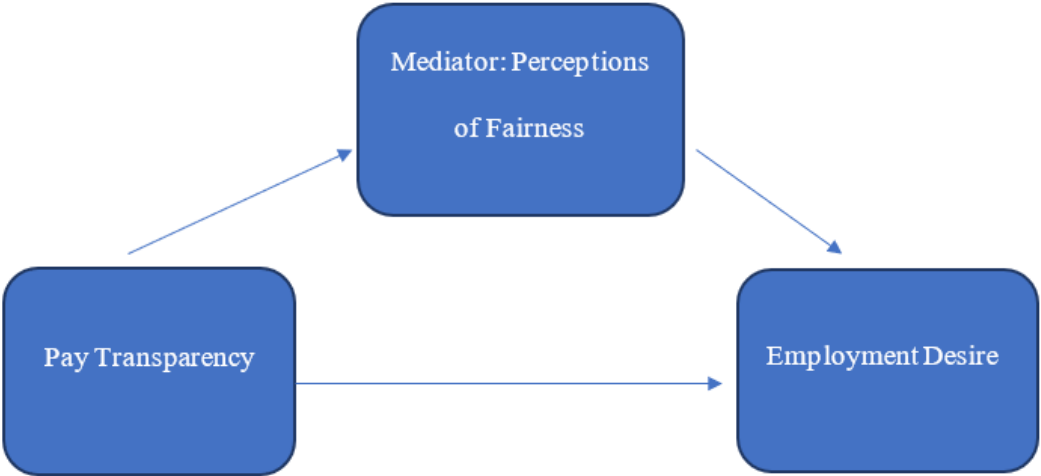 Mediator: Perceptions
of Fairness
Pay Transparency
Employment Desire